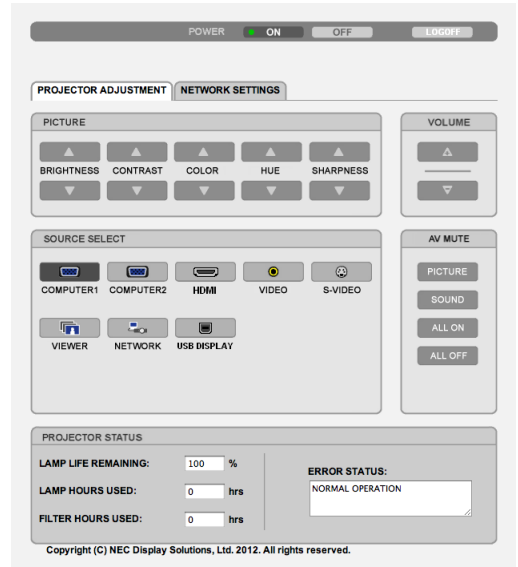 POWER ON OFF LOGOFF
PROJECTOR ADJUSTMENT NETWORK SETTINGS
PICTURE
BRIGHTNESS CONTRAST COLOR HUE SHARPNESS
VOLUME
SOURCE SELECT
COMPUTER1 COMPUTER2 HDMI VIDEO S-VIDEO
VIEWER NETWORK USB DISPLAY
AV MUTE
PICTURE
SOUND
ALL ON
ALL OFF
PROJECTOR STATUS
LAMP LIFE REMAINING: 100 %
LAMP HOURS USED: 0 hrs
FILTER HOURS USED: 0 hrs
ERROR STATUS:
NORMAL OPERATION
Copyright (C) NEC Display Solutions, Ltd. 2012. All rights reserved.